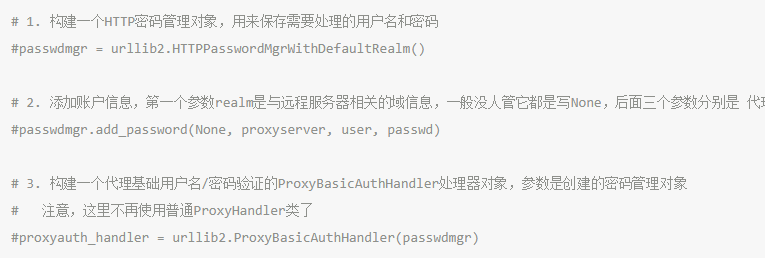 # 1. 构建一个HTTP密码管理对象，用来保存需要处理的用户名和密码
#passwdmgr = urllib2.HTTPPasswordMgrWithDefaultRealm()
# 2. 添加账户信息，第一个参数realm是与远程服务器相关的域信息，一般没人管它都是写None，后面三个参数分别是 代理
#passwdmgr.add_password(None, proxyserver, user, passwd)
# 3. 构建一个代理基础用户名/密码验证的ProxyBasicAuthHandler处理器对象，参数是创建的密码管理对象
#   注意，这里不再使用普通ProxyHandler类了
#proxyauth_handler = urllib2.ProxyBasicAuthHandler(passwdmgr)